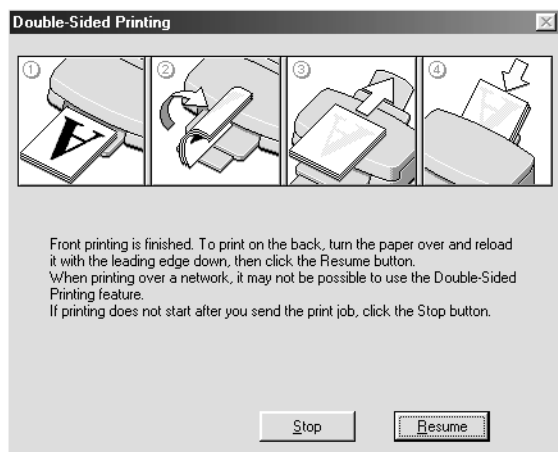 Double-Sided Printing
1 2 3 4
A A A
Front printing is finished. To print on the back, turn the paper over and reload
it with the leading edge down, then click the Resume button.
When printing over a network, it may not be possible to use the Double-Sided
Printing feature.
If printing does not start after you send the print job, click the Stop button.
Stop Resume